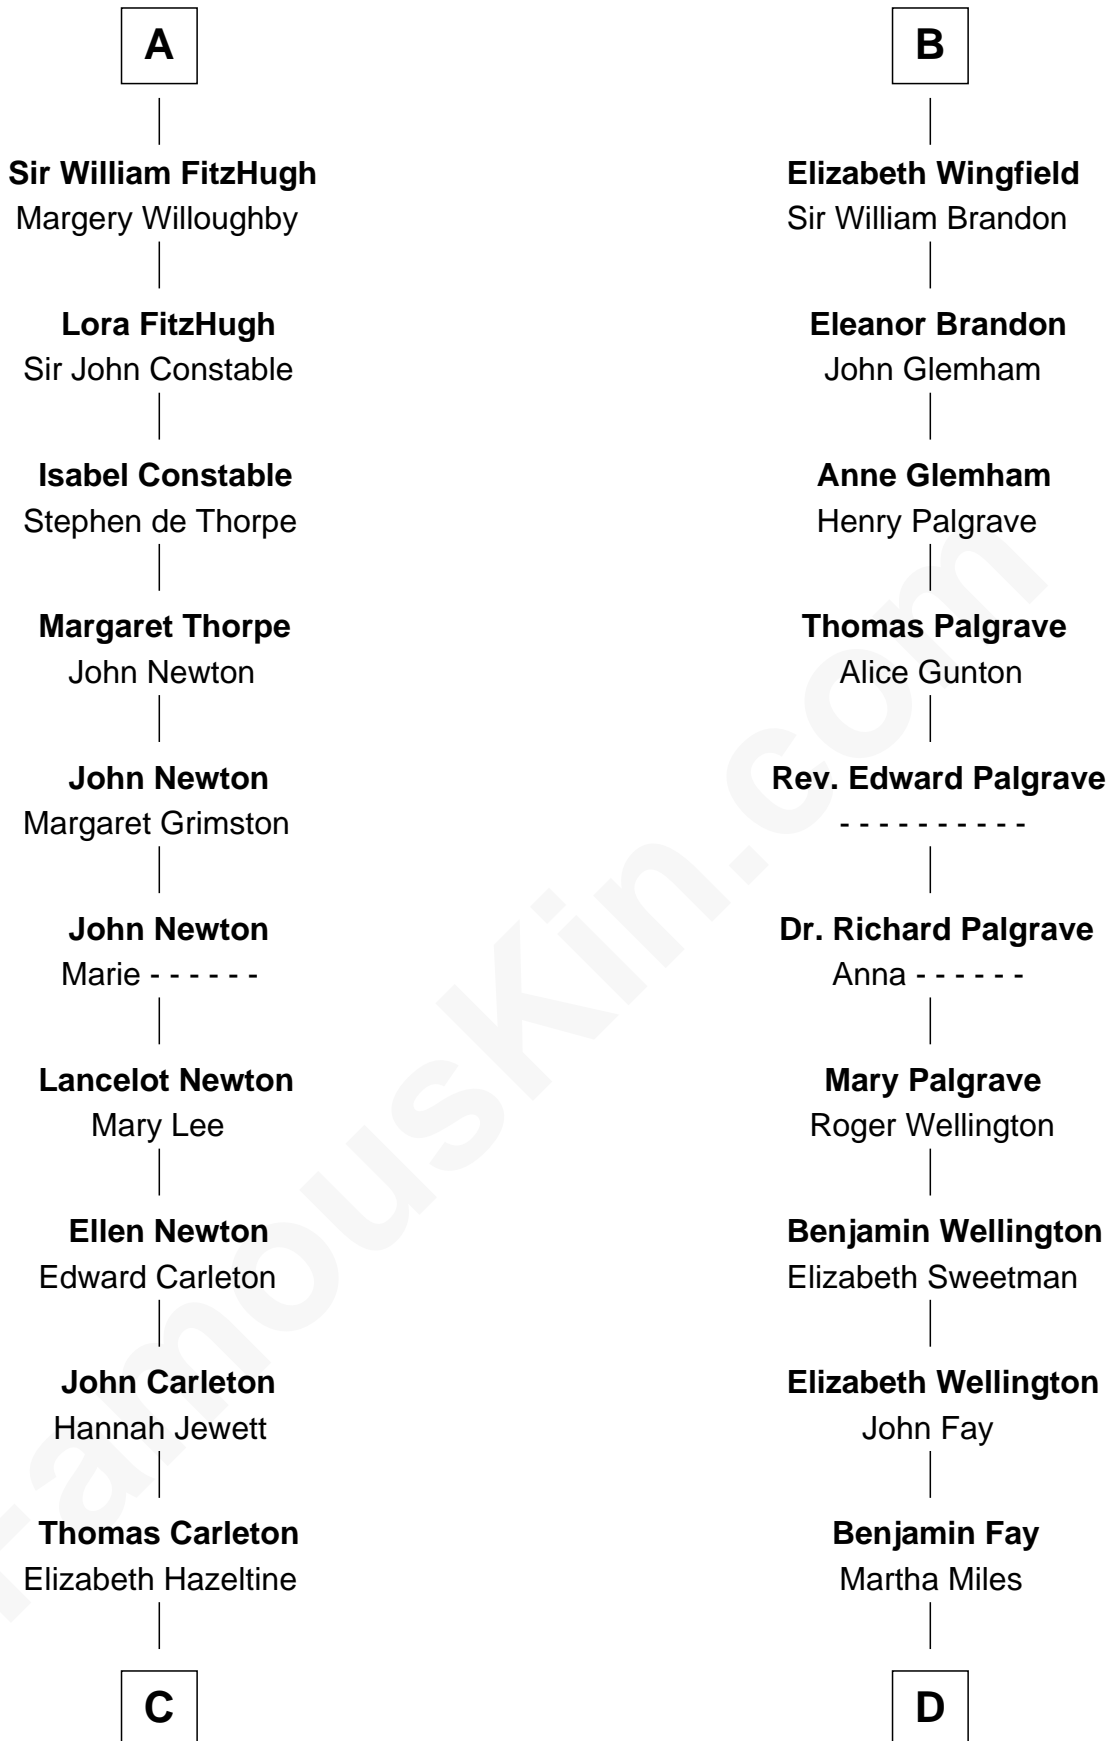 A
Sir William FitzHugh
Margery Willoughby
Lora FitzHugh
Sir John Constable
Isabel Constable
Stephen de Thorpe
Margaret Thorpe
John Newton
John Newton
Margaret Grimston
John Newton
Marie - - - - - -
Lancelot Newton
Mary Lee
Ellen Newton
Edward Carleton
John Carleton
Hannah Jewett
Thomas Carleton
Elizabeth Hazeltine
C
B
Elizabeth Wingfield
Sir William Brandon
Eleanor Brandon
John Glemham
Anne Glemham
Henry Palgrave
Thomas Palgrave
Alice Gunton
Rev. Edward Palgrave
- - - - - - - - - -
Dr. Richard Palgrave
Anna - - - - - -
Mary Palgrave
Roger Wellington
Benjamin Wellington
Elizabeth Sweetman
Elizabeth Wellington
John Fay
Benjamin Fay
Martha Miles
D
FamousKin.com